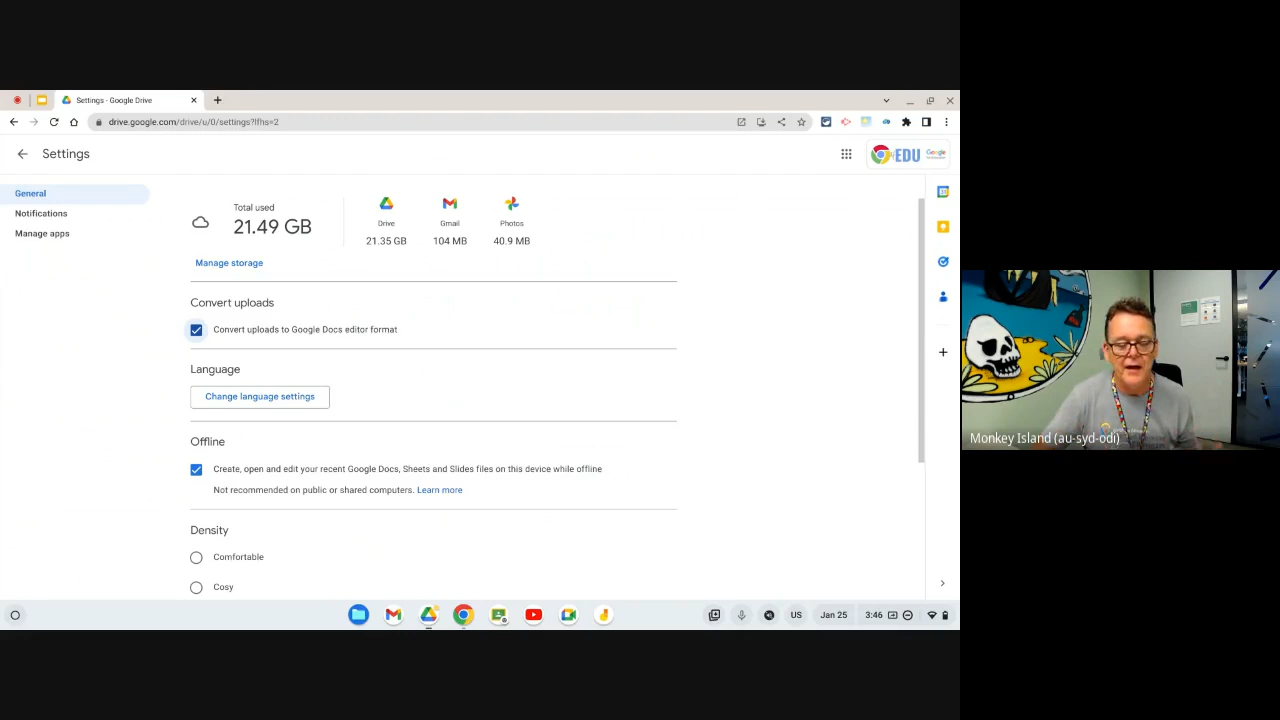 Settings - Google Drive
drive.google.com/drive/u/0/settings?lfhs=2
Settings
EDU
Google
General
Notifications
Manage apps
Total used
21.49 GB
Drive
21.35 GB
Gmail
104 MB
Photos
40.9 MB
Manage storage
Convert uploads
Convert uploads to Google Docs editor format
Language
Change language settings
Offline
Create, open and edit your recent Google Docs, Sheets and Slides files on this device while offline
Not recommended on public or shared computers. Learn more
Density
Comfortable
Cosy
US
Jan 25
3:46
Monkey Island (au-syd-odi)